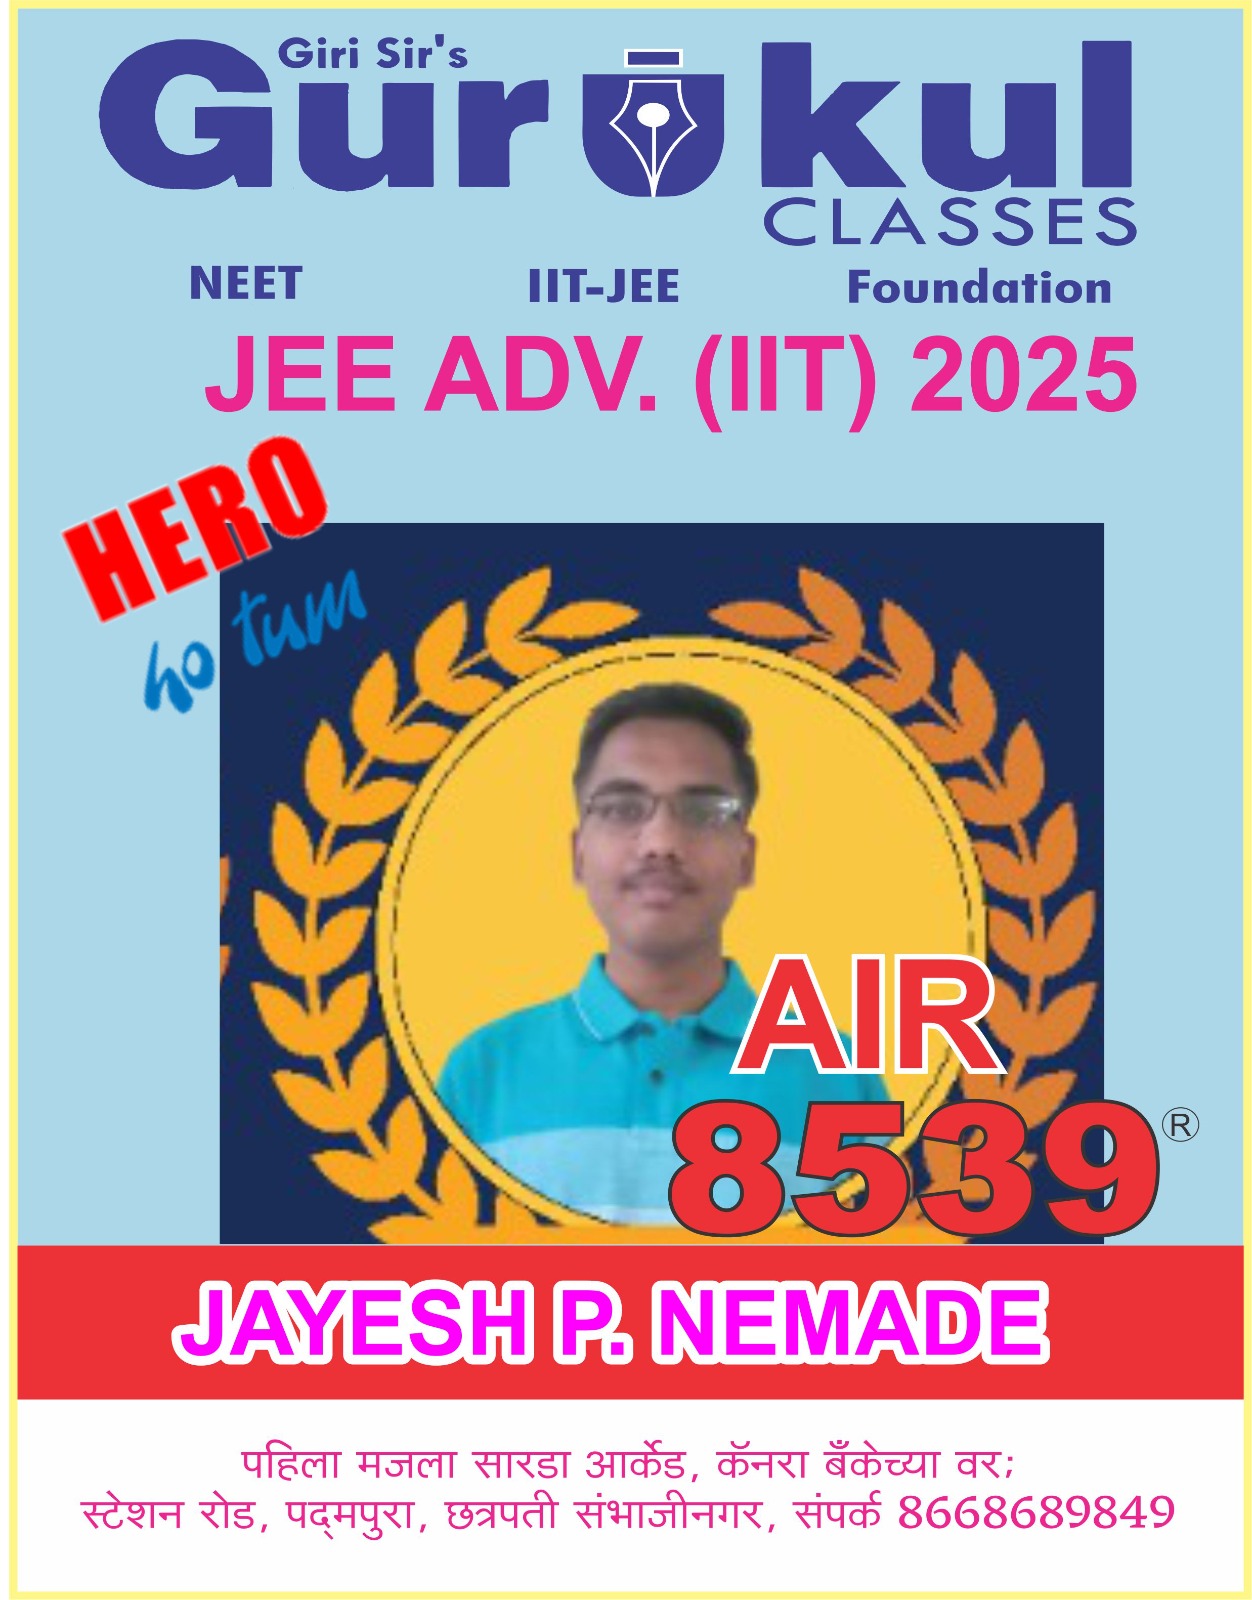 Giri Sir's
Gurukul
CLASSES
NEET IIT-JEE Foundation
JEE ADV. (IIT) 2025
HERO
ho tum
AIR
8539®
JAYESH P. NEMADE
पहिला मजला सारडा आर्केड, कॅनरा बँकेच्या वर;
स्टेशन रोड, पद्मपुरा, छत्रपती संभाजीनगर, संपर्क 8668689849